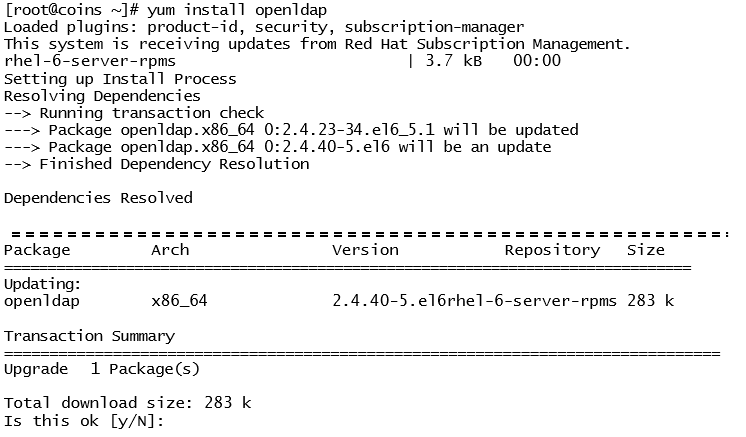 [root@coins ~]# yum install openldap
Loaded plugins: product-id, security, subscription-manager
This system is receiving updates from Red Hat Subscription Management.
rhel-6-server-rpms | 3.7 kB 00:00
Setting up Install Process
Resolving Dependencies
--> Running transaction check
---> Package openldap.x86_64 0:2.4.23-34.el6_5.1 will be updated
---> Package openldap.x86_64 0:2.4.40-5.el6 will be an update
--> Finished Dependency Resolution
Dependencies Resolved
================================================================================
Package Arch Version Repository Size
================================================================================
Updating:
openldap x86_64 2.4.40-5.el6rhel-6-server-rpms 283 k
Transaction Summary
================================================================================
Upgrade 1 Package(s)
Total download size: 283 k
Is this ok [y/N]: